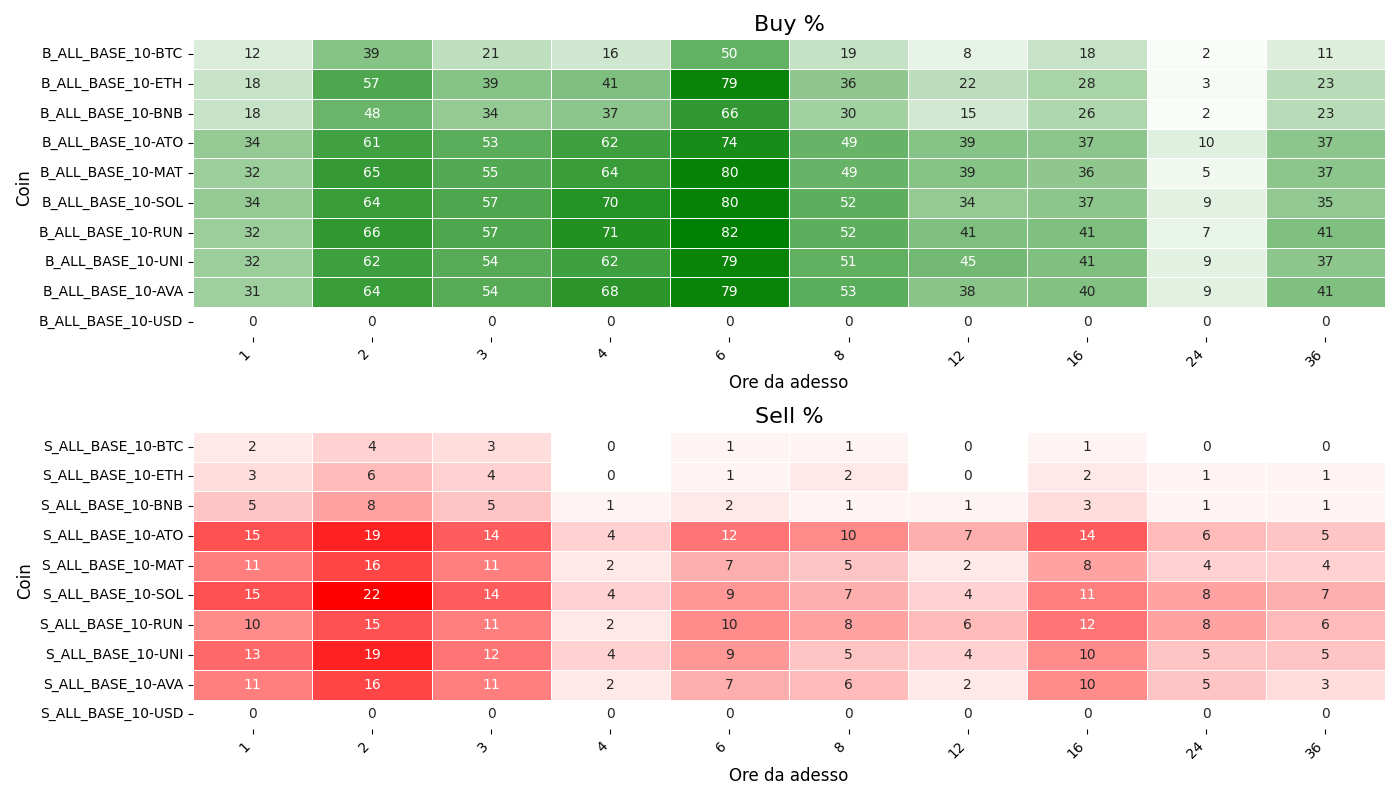 Buy %
Coin
B_ALL_BASE_10-BTC 12 39 21 16 50 19 8 18 2 11
B_ALL_BASE_10-ETH 18 57 39 41 79 36 22 28 3 23
B_ALL_BASE_10-BNB 18 48 34 37 66 30 15 26 2 23
B_ALL_BASE_10-ATO 34 61 53 62 74 49 39 37 10 37
B_ALL_BASE_10-MAT 32 65 55 64 80 49 39 36 5 37
B_ALL_BASE_10-SOL 34 64 57 70 80 52 34 37 9 35
B_ALL_BASE_10-RUN 32 66 57 71 82 52 41 41 7 41
B_ALL_BASE_10-UNI 32 62 54 62 79 51 45 41 9 37
B_ALL_BASE_10-AVA 31 64 54 68 79 53 38 40 9 41
B_ALL_BASE_10-USD 0 0 0 0 0 0 0 0 0 0
1 2 3 4 6 8 12 16 24 36
Ore da adesso
Sell %
Coin
S_ALL_BASE_10-BTC 2 4 3 0 1 1 0 1 0 0
S_ALL_BASE_10-ETH 3 6 4 0 1 2 0 2 1 1
S_ALL_BASE_10-BNB 5 8 5 1 2 1 1 3 1 1
S_ALL_BASE_10-ATO 15 19 14 4 12 10 7 14 6 5
S_ALL_BASE_10-MAT 11 16 11 2 7 5 2 8 4 4
S_ALL_BASE_10-SOL 15 22 14 4 9 7 4 11 8 7
S_ALL_BASE_10-RUN 10 15 11 2 10 8 6 12 8 6
S_ALL_BASE_10-UNI 13 19 12 4 9 5 4 10 5 5
S_ALL_BASE_10-AVA 11 16 11 2 7 6 2 10 5 3
S_ALL_BASE_10-USD 0 0 0 0 0 0 0 0 0 0
1 2 3 4 6 8 12 16 24 36
Ore da adesso